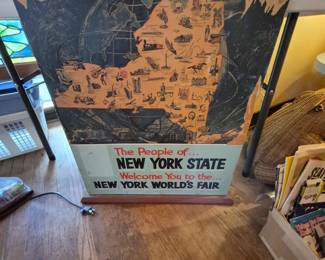 The People of...
NEW YORK STATE
Welcome You to the...
NEW YORK WORLD'S FAIR